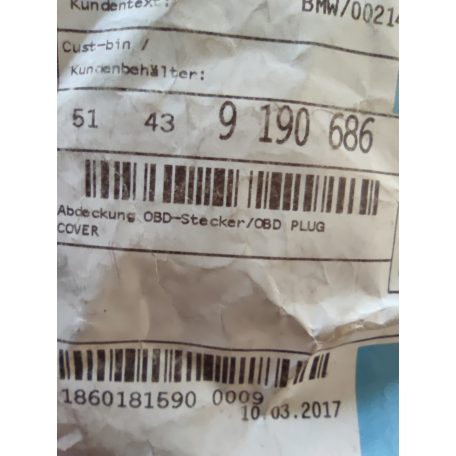 Kundentext:
BMW/00214
Cust-bin /
Kundenbehälter:
51 43 9 190 686
Abdeckung OBD-Stecker/OBD PLUG
COVER
1860181590 0009
10.03.2017